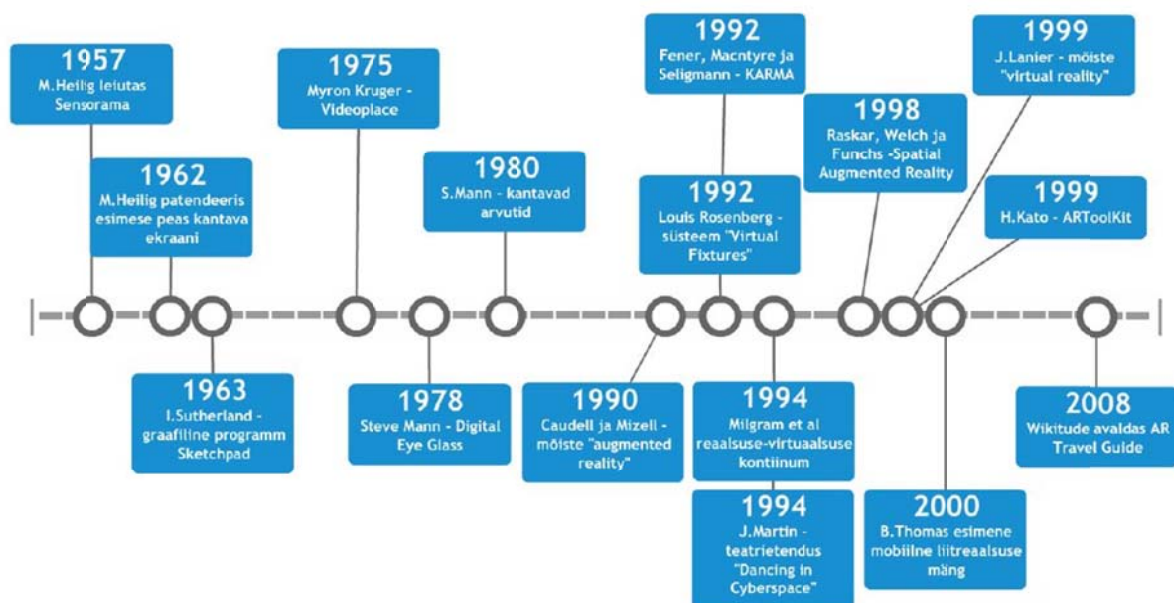 1957
M.Heilig leiutas
Sensorama
1962
M.Heilig patendeeris
esimese peas kantava
ekraani
1963
I.Sutherland -
graafiline programm
Sketchpad
1975
Myron Kruger -
Videoplace
1978
Steve Mann - Digital
Eye Glass
1980
S.Mann - kantavad
arvutid
1990
Caudell ja Mizell -
mõiste "augmented
reality"
1992
Fener, Macntyre ja
Seligmann - KARMA
1992
Louis Rosenberg -
süsteem "Virtual
Fixtures"
1994
Milgram et al
reaalsuse-virtuaalsuse
kontiinum
1994
J.Martin -
teatrietendus
"Dancing in
Cyberspace"
1998
Raskar, Welch ja
Funchs -Spatial
Augmented Reality
1999
J.Lanier - mõiste
"virtual reality"
1999
H.Kato - ARToolKit
2000
B.Thomas esimene
mobiilne liitreaalsuse
mäng
2008
Wikitude avaldas AR
Travel Guide